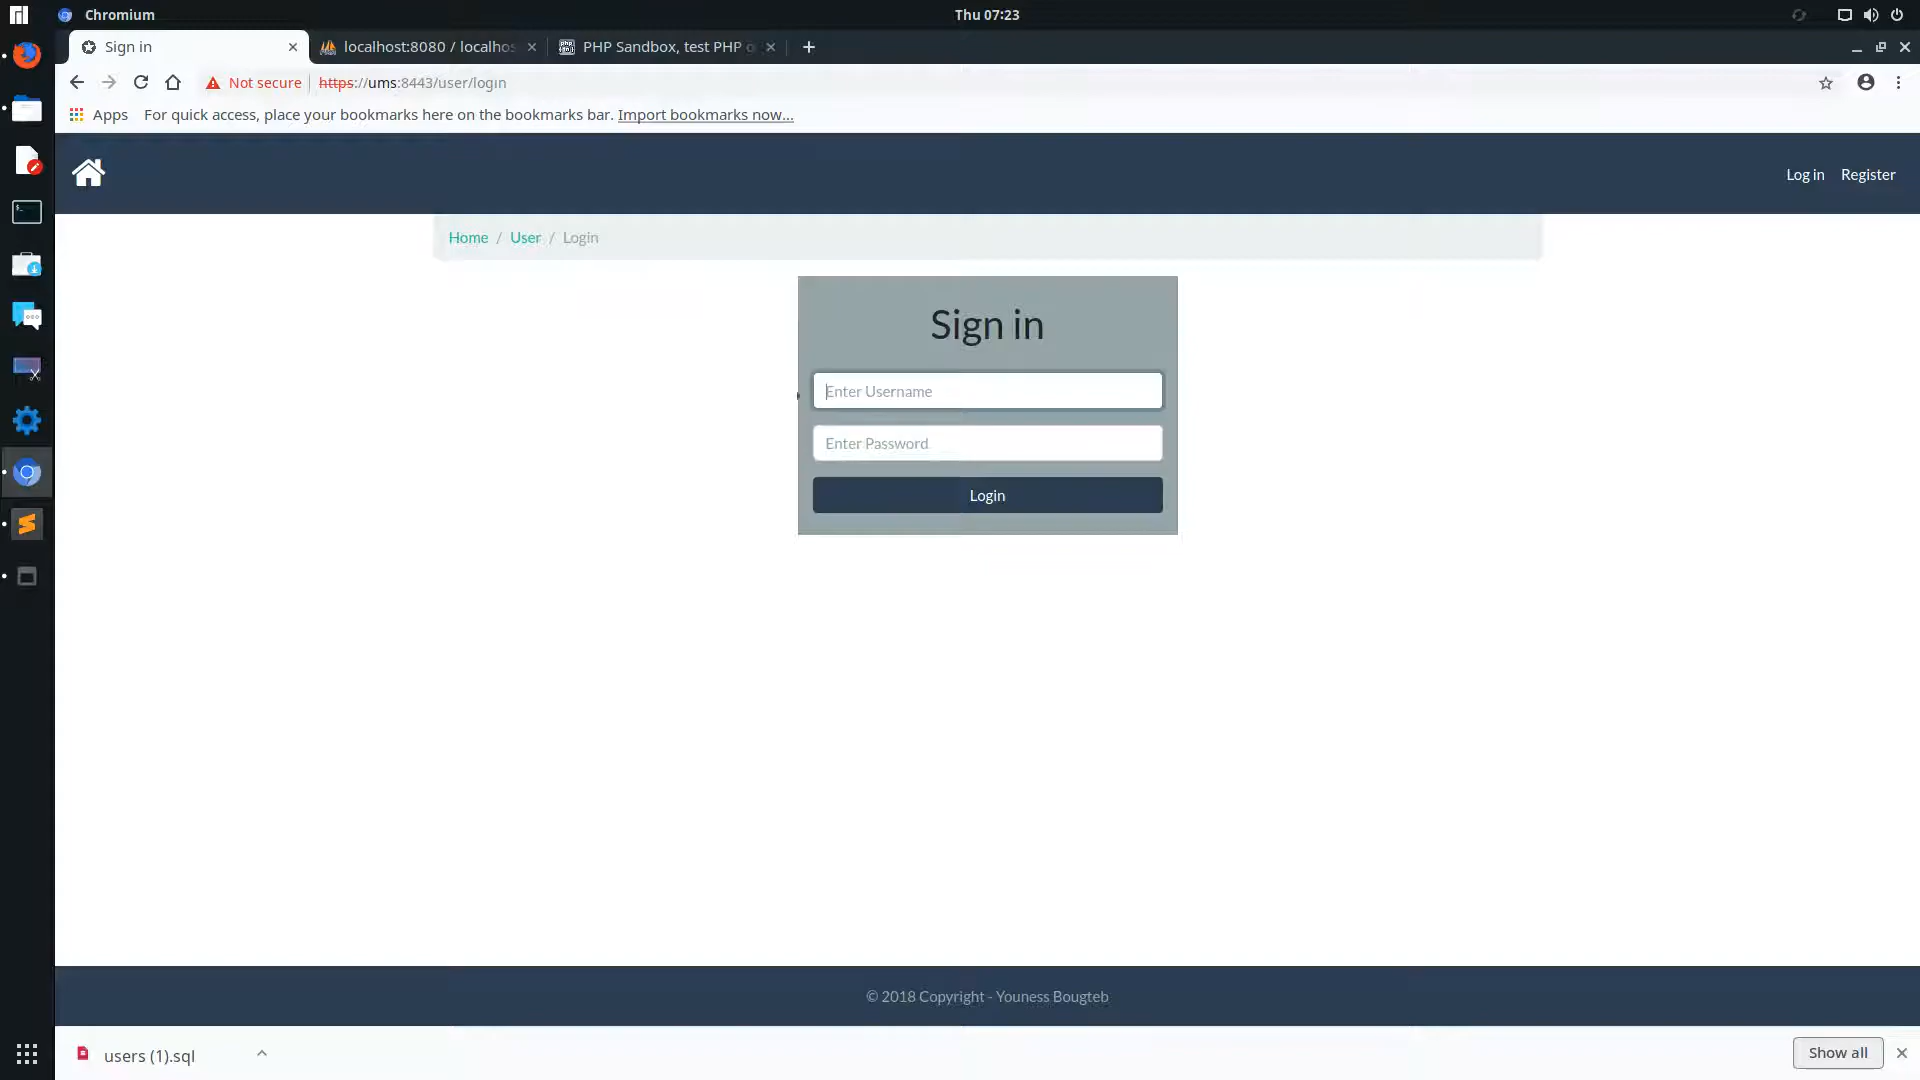 Chromium
Thu 07:23
Sign in
localhost:8080 / localhos
PHP Sandbox, test PHP o
Not secure
https://ums:8443/user/login
Apps
For quick access, place your bookmarks here on the bookmarks bar. Import bookmarks now...
Log in
Register
Home / User / Login
Sign in
Enter Username
Enter Password
Login
© 2018 Copyright - Youness Bougteb
users (1).sql
Show all